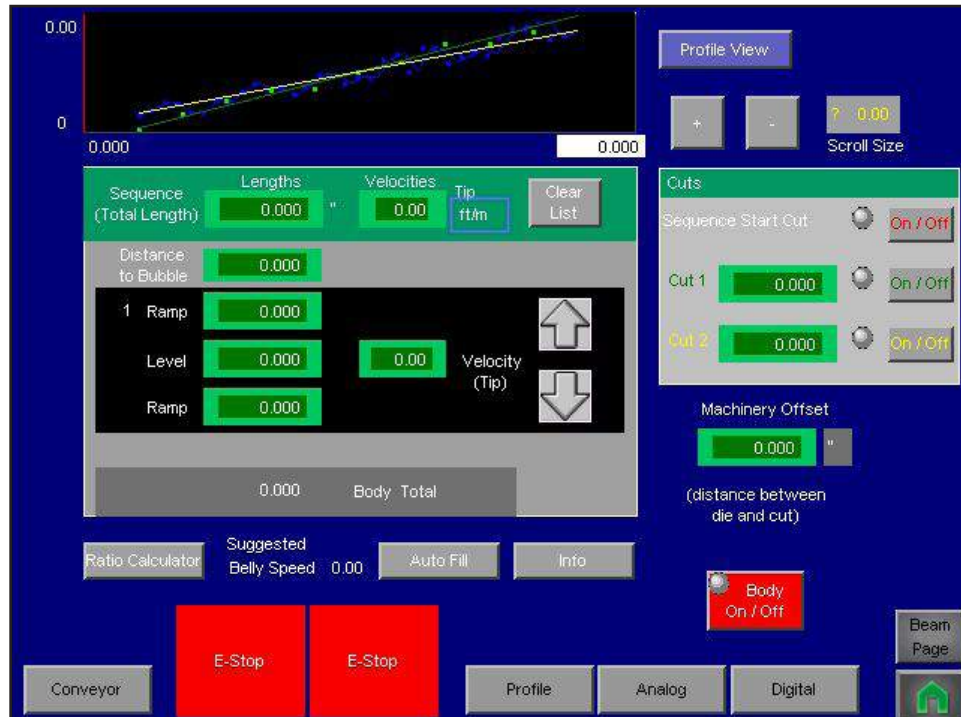 0.00
0
0.000
0.000
Profile View
+
-
? 0.00
Scroll Size
Sequence
(Total Length)
Lengths
0.000 "
Velocities
0.00
Tip
ft/m
Clear
List
Distance
to Bubble
0.000
1 Ramp 0.000
Level 0.000 0.00 Velocity
(Tip)
Ramp 0.000
0.000 Body Total
Cuts
Sequence Start Cut On / Off
Cut 1 0.000 On / Off
Cut 2 0.000 On / Off
Machinery Offset
0.000 "
(distance between
die and cut)
Ratio Calculator
Suggested
Belly Speed 0.00
Auto Fill
Info
Body
On / Off
E-Stop
E-Stop
Beam
Page
Conveyor
Profile
Analog
Digital